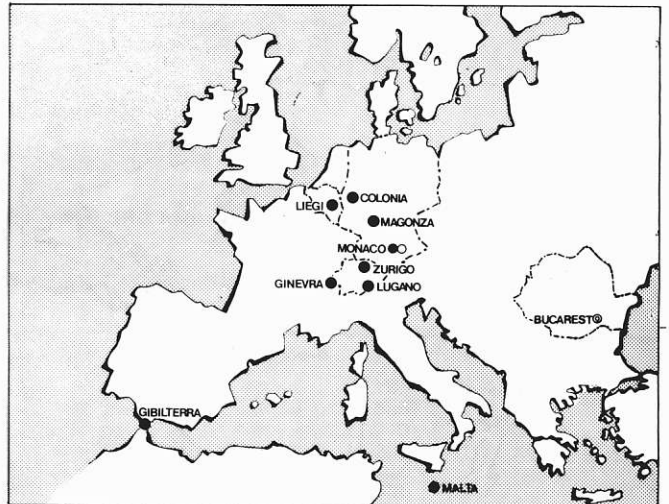 COLONIA
LIEGI
MAGONZA
MONACO
ZURIGO
GINEVRA
LUGANO
BUCAREST
GIBILTERRA
MALTA